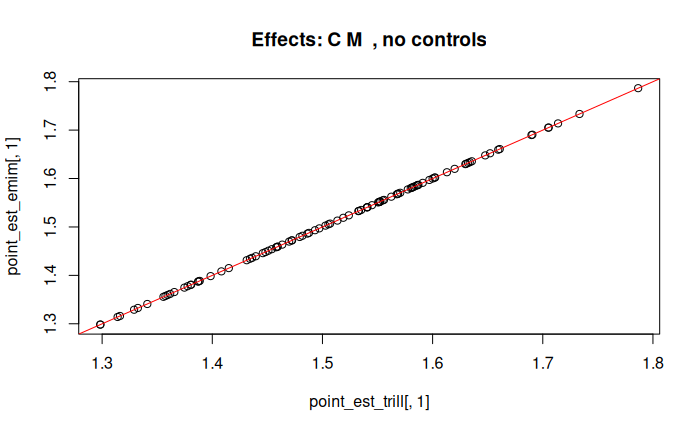 Effects: C M  , no controls
1.8
1.7
1.6
1.5
1.4
1.3
point_est_emim[, 1]
1.3 1.4 1.5 1.6 1.7 1.8
point_est_trill[, 1]